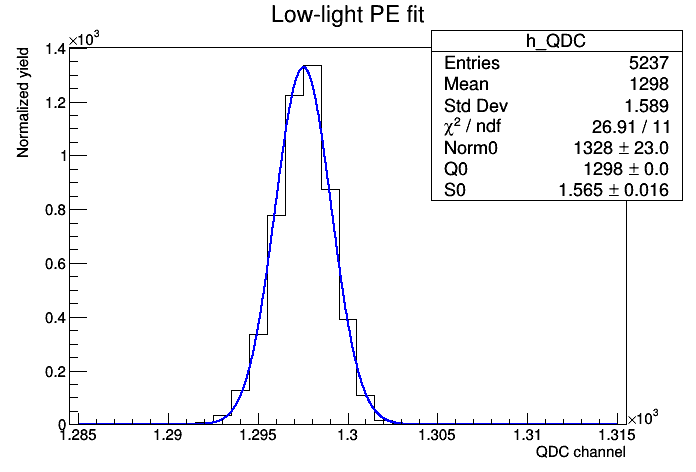 Low-light PE fit
h_QDC
Entries 5237
Mean 1298
Std Dev 1.589
χ² / ndf 26.91 / 11
Norm0 1328 ± 23.0
Q0 1298 ± 0.0
S0 1.565 ± 0.016
Normalized yield
×10³
1.4
1.2
1
0.8
0.6
0.4
0.2
0
1.285 1.29 1.295 1.3 1.305 1.31 1.315
×10³
QDC channel